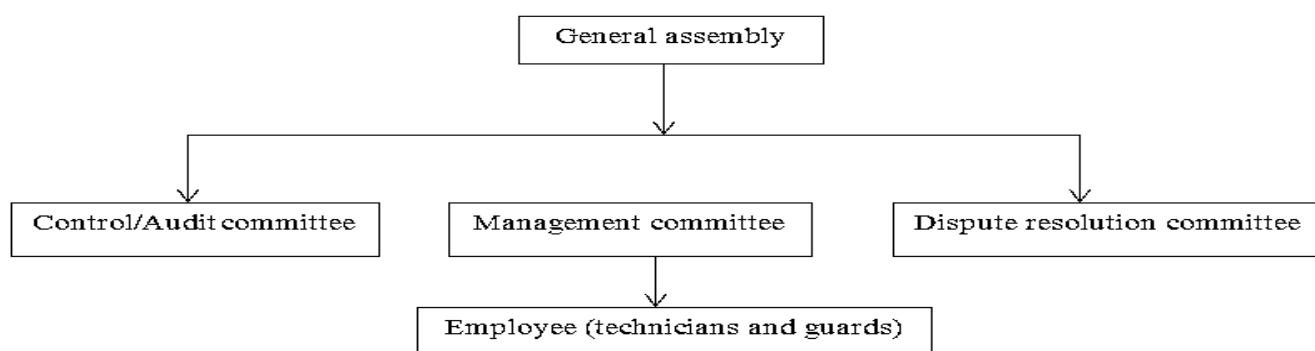 General assembly
Control/Audit committee
Management committee
Dispute resolution committee
Employee (technicians and guards)